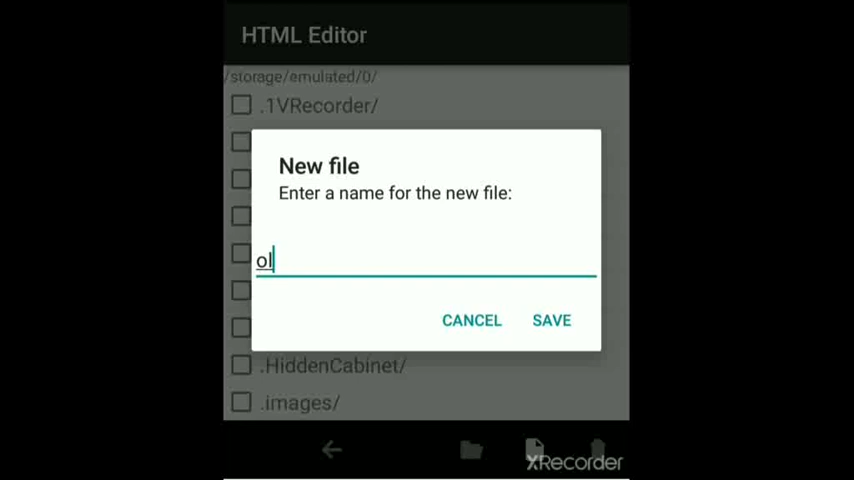 HTML Editor
/storage/emulated/0/
.1VRecorder/
New file
Enter a name for the new file:
ol
CANCEL SAVE
.HiddenCabinet/
.images/
XRecorder